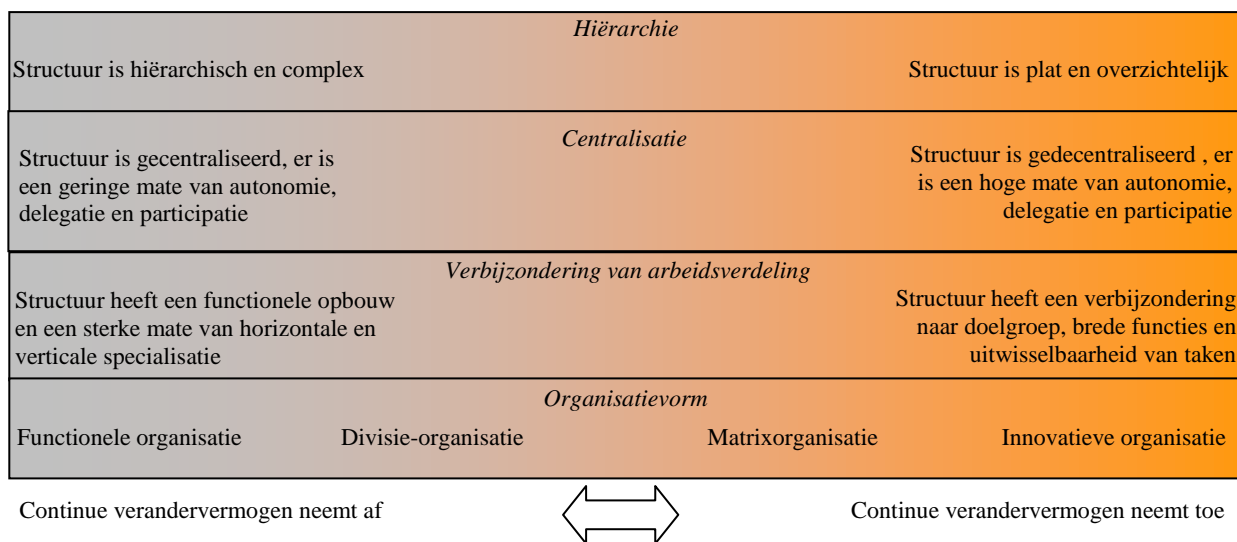 Hiërarchie
Structuur is hiërarchisch en complex
Structuur is plat en overzichtelijk
Centralisatie
Structuur is gecentraliseerd, er is
een geringe mate van autonomie,
delegatie en participatie
Structuur is gedecentraliseerd , er
is een hoge mate van autonomie,
delegatie en participatie
Verbijzondering van arbeidsverdeling
Structuur heeft een functionele opbouw
en een sterke mate van horizontale en
verticale specialisatie
Structuur heeft een verbijzondering
naar doelgroep, brede functies en
uitwisselbaarheid van taken
Organisatievorm
Functionele organisatie
Divisie-organisatie
Matrixorganisatie
Innovatieve organisatie
Continue verandervermogen neemt af
Continue verandervermogen neemt toe